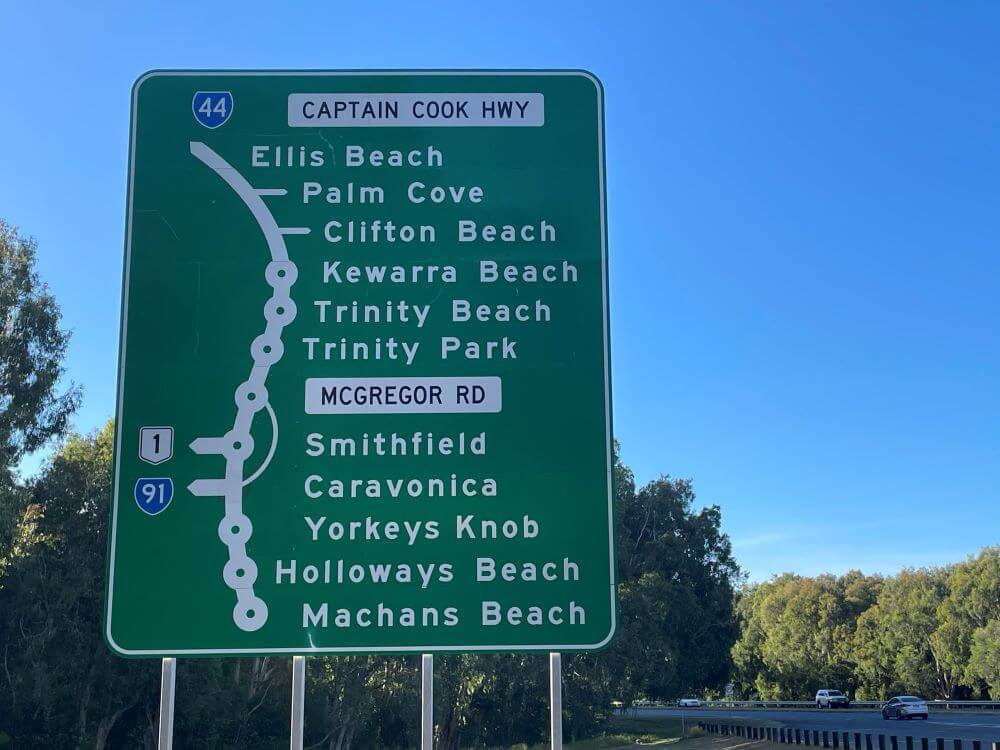 44 CAPTAIN COOK HWY
Ellis Beach
Palm Cove
Clifton Beach
Kewarra Beach
Trinity Beach
Trinity Park
MCGREGOR RD
1 Smithfield
91 Caravonica
Yorkeys Knob
Holloways Beach
Machans Beach